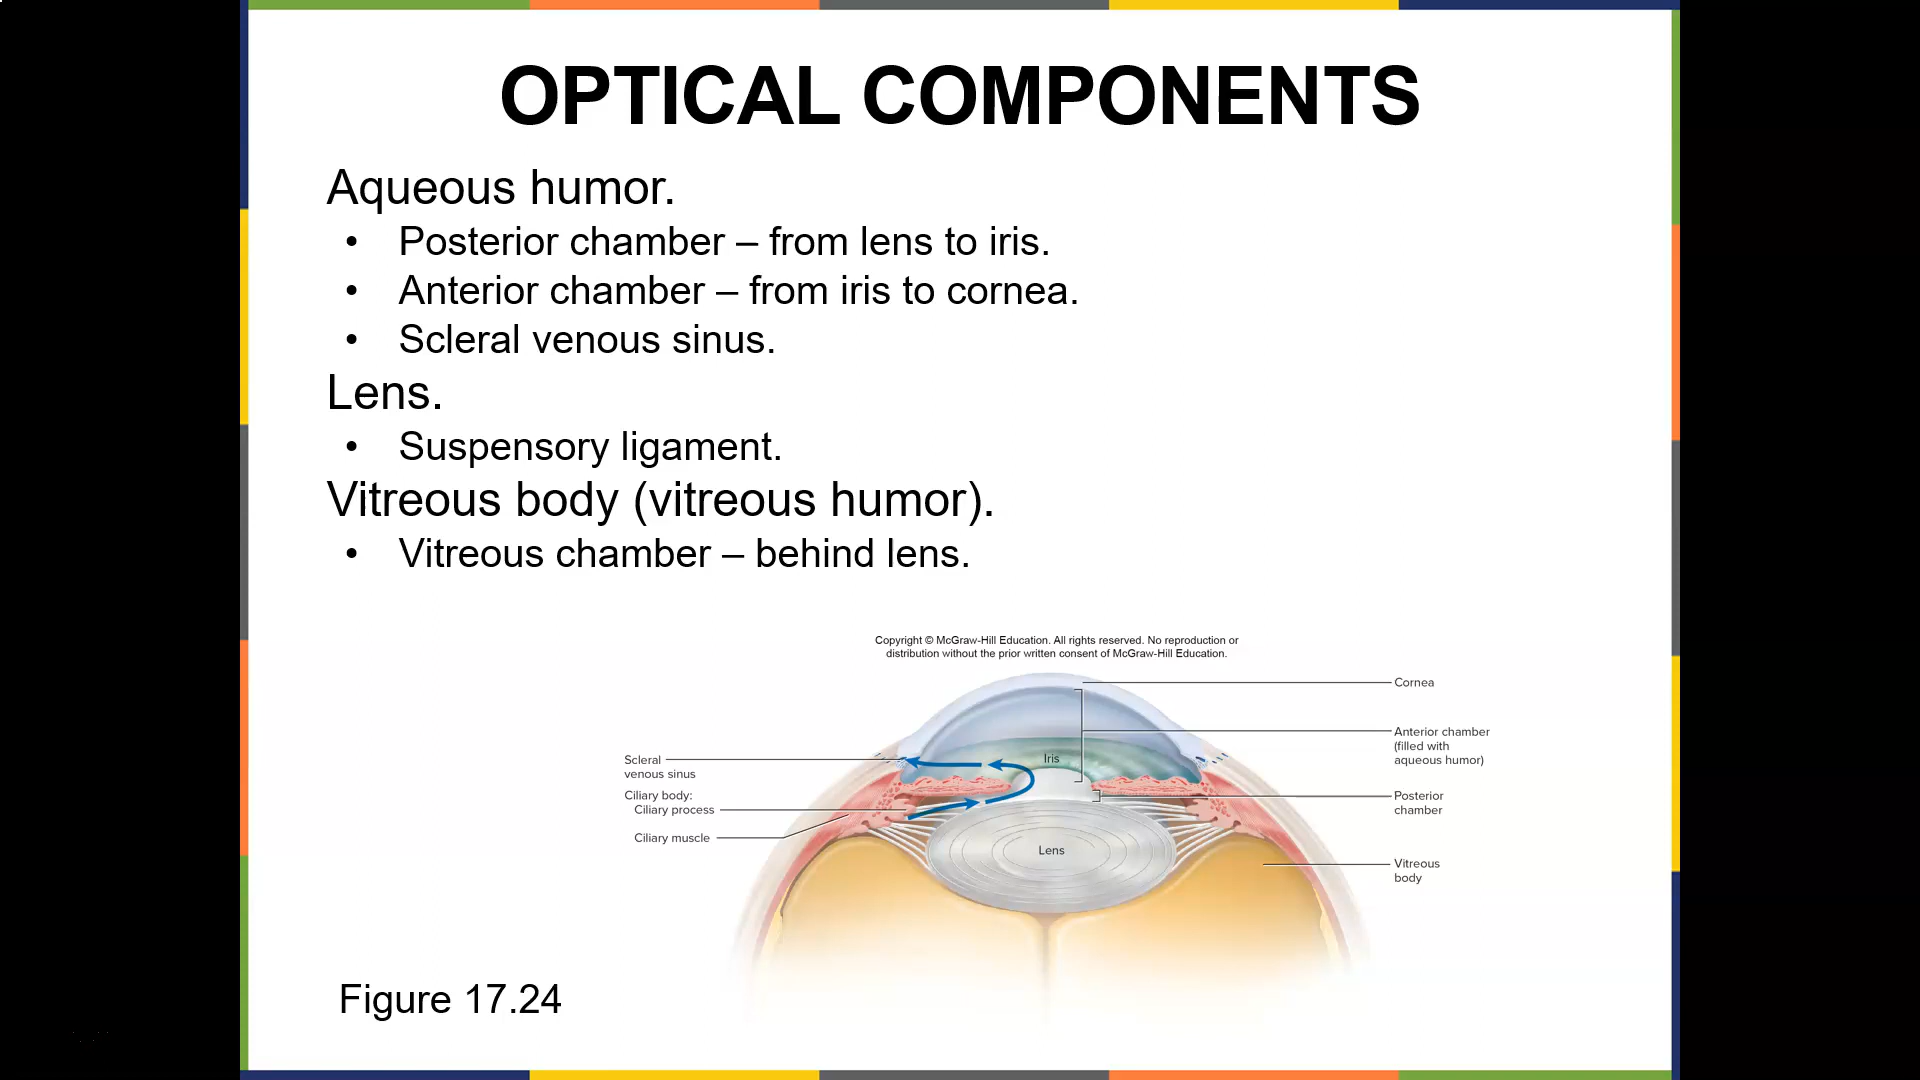 OPTICAL COMPONENTS
Aqueous humor.
• Posterior chamber – from lens to iris.
• Anterior chamber – from iris to cornea.
• Scleral venous sinus.
Lens.
• Suspensory ligament.
Vitreous body (vitreous humor).
• Vitreous chamber – behind lens.
Copyright © McGraw-Hill Education. All rights reserved. No reproduction or
distribution without the prior written consent of McGraw-Hill Education.
Cornea
Anterior chamber
(filled with
aqueous humor)
Iris
Scleral
venous sinus
Ciliary body:
Ciliary process
Ciliary muscle
Posterior
chamber
Lens
Vitreous
body
Figure 17.24